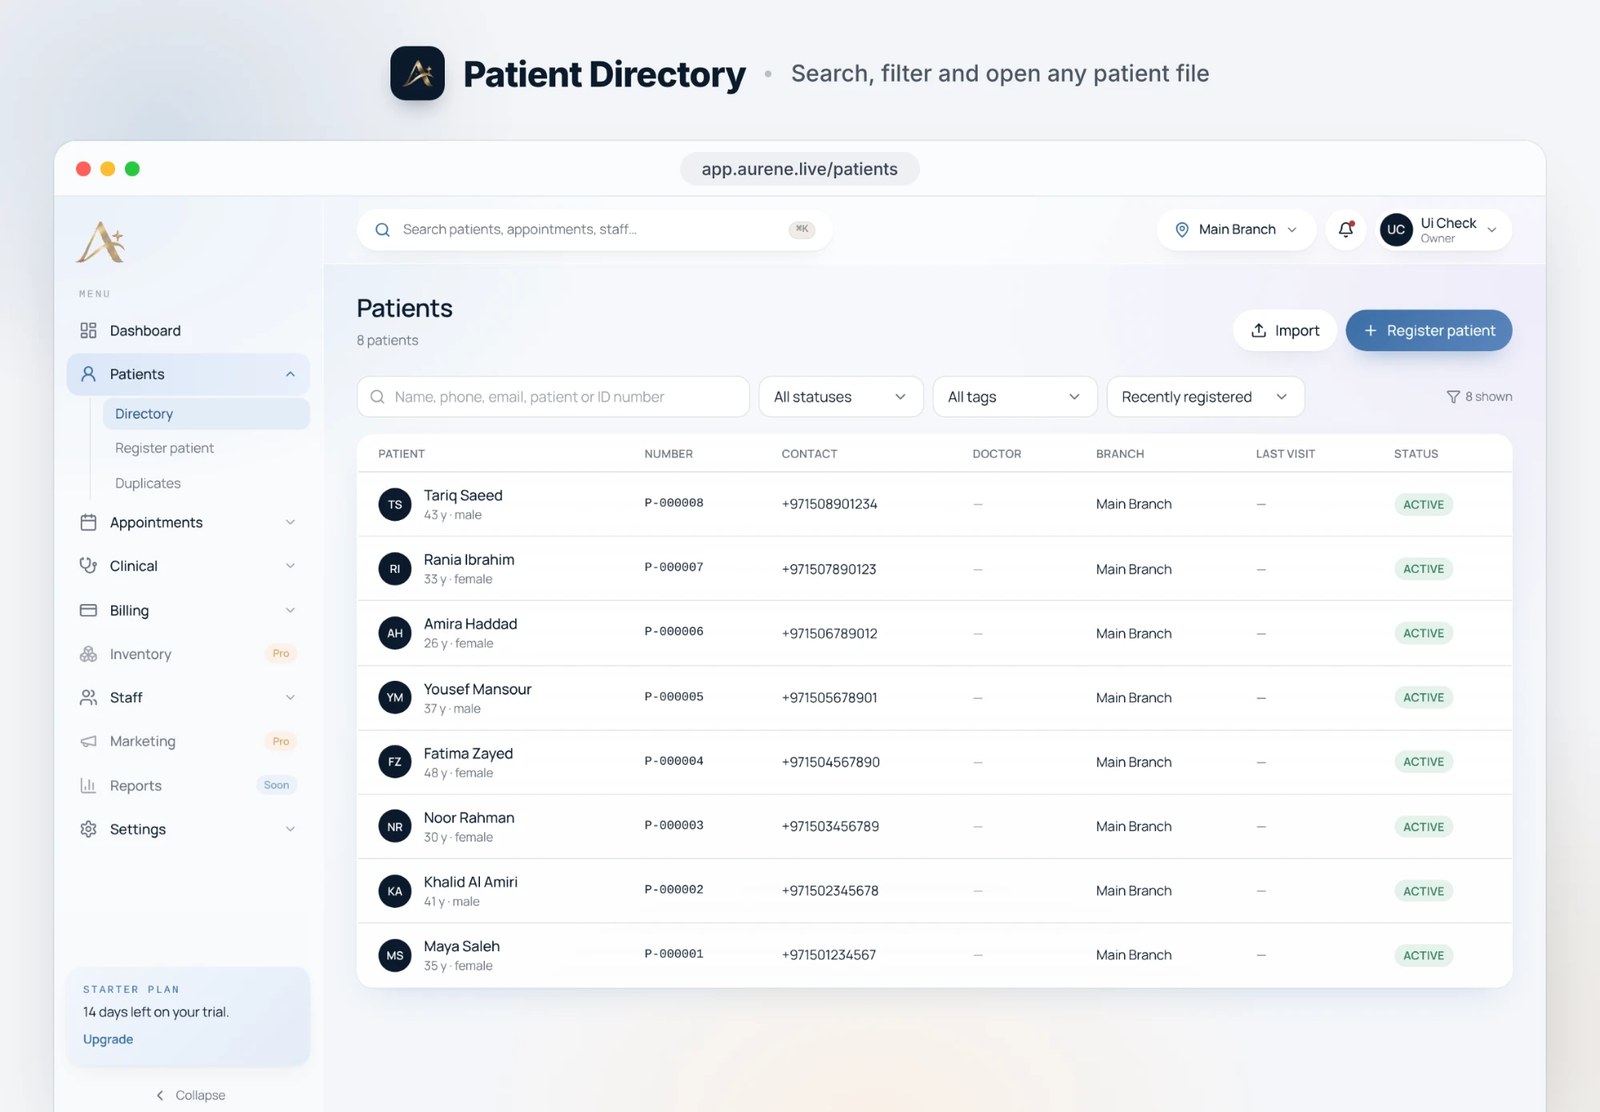 Patient Directory • Search, filter and open any patient file
app.aurene.live/patients
Search patients, appointments, staff... ⌘K
Main Branch
UC
Ui Check
Owner
MENU
Dashboard
Patients
Directory
Register patient
Duplicates
Appointments
Clinical
Billing
Inventory Pro
Staff
Marketing Pro
Reports Soon
Settings
STARTER PLAN
14 days left on your trial.
Upgrade
Collapse
Patients
8 patients
Import
+ Register patient
Name, phone, email, patient or ID number
All statuses
All tags
Recently registered
8 shown
PATIENT NUMBER CONTACT DOCTOR BRANCH LAST VISIT STATUS
TS Tariq Saeed P-000008 +971508901234 — Main Branch — ACTIVE
43 y · male
RI Rania Ibrahim P-000007 +971507890123 — Main Branch — ACTIVE
33 y · female
AH Amira Haddad P-000006 +971506789012 — Main Branch — ACTIVE
26 y · female
YM Yousef Mansour P-000005 +971505678901 — Main Branch — ACTIVE
37 y · male
FZ Fatima Zayed P-000004 +971504567890 — Main Branch — ACTIVE
48 y · female
NR Noor Rahman P-000003 +971503456789 — Main Branch — ACTIVE
30 y · female
KA Khalid Al Amiri P-000002 +971502345678 — Main Branch — ACTIVE
41 y · male
MS Maya Saleh P-000001 +971501234567 — Main Branch — ACTIVE
35 y · female